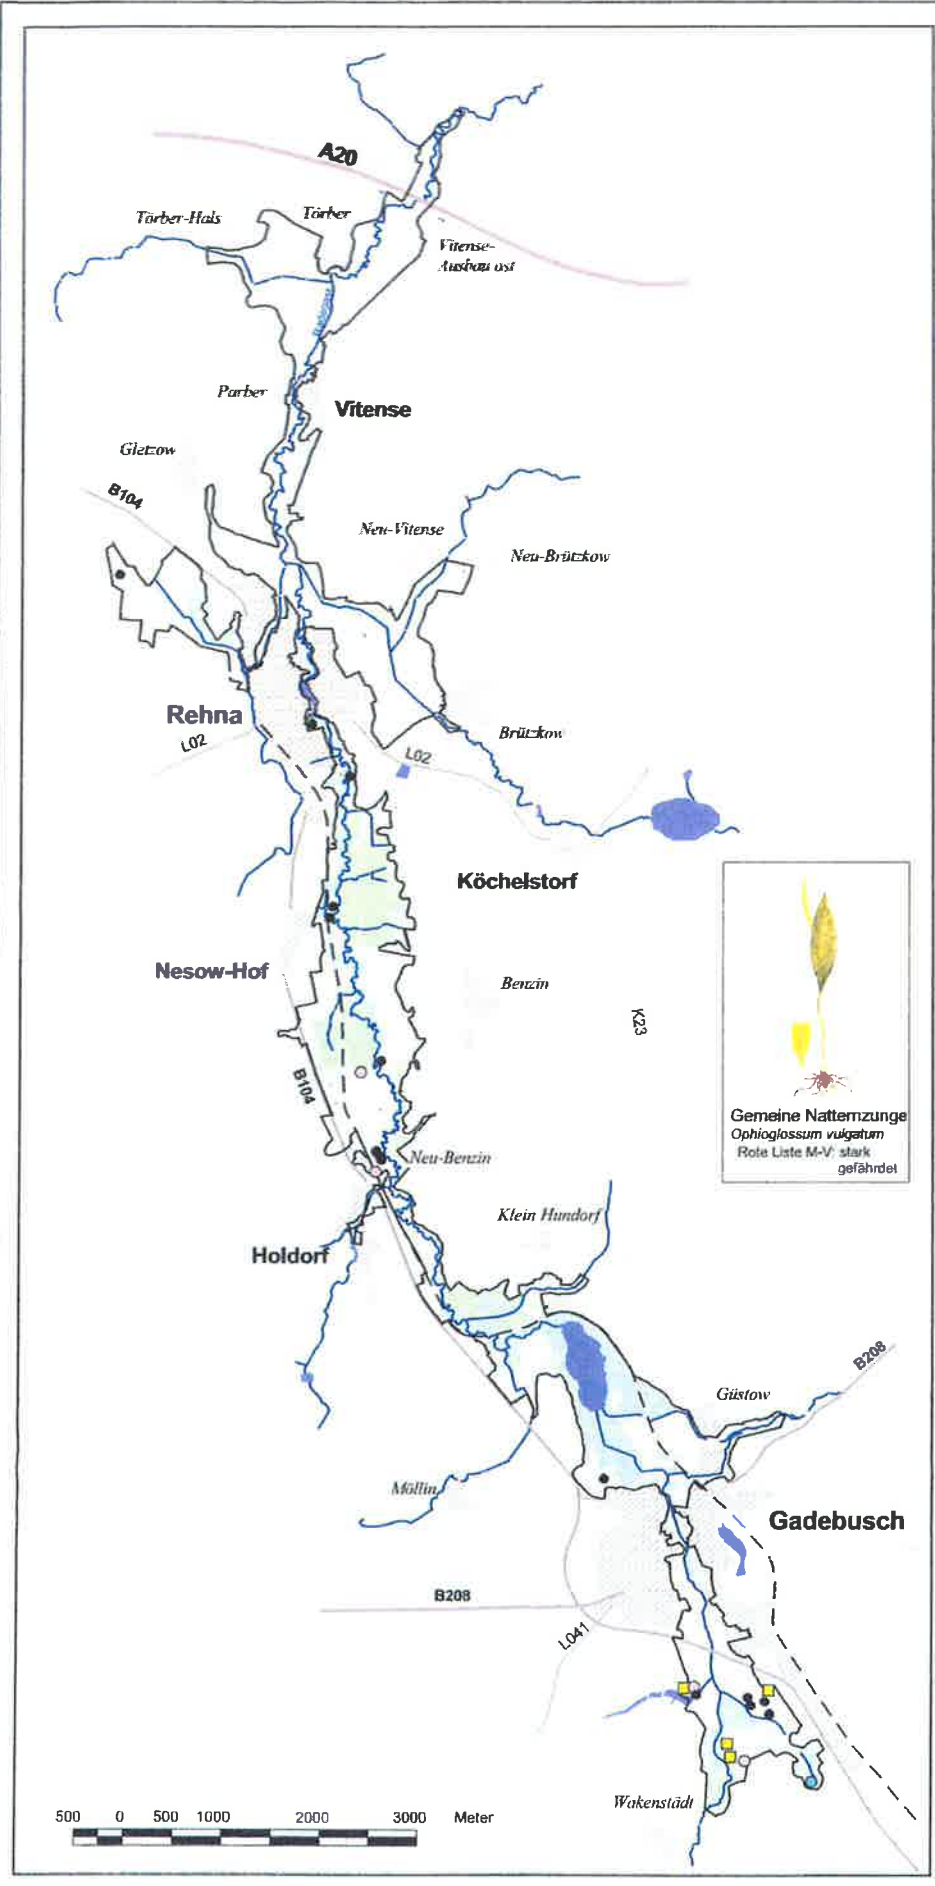 A20
Törber-Hals
Törber
Vitense-
Ausbau ost
Radegast
Parber
Vitense
Gletzow
B104
Neu-Vitense
Neu-Brützkow
Rehna
L02
Brützkow
L02
Köchelstorf
Nesow-Hof
Benzin
K23
B104
Gemeine Natternzunge
Ophioglossum vulgatum
Rote Liste M-V: stark
gefährdet
Neu-Benzin
Klein Hundorf
Holdorf
B208
Güstow
Möllin
Gadebusch
B208
L041
Wakenstädt
500 0 500 1000 2000 3000 Meter